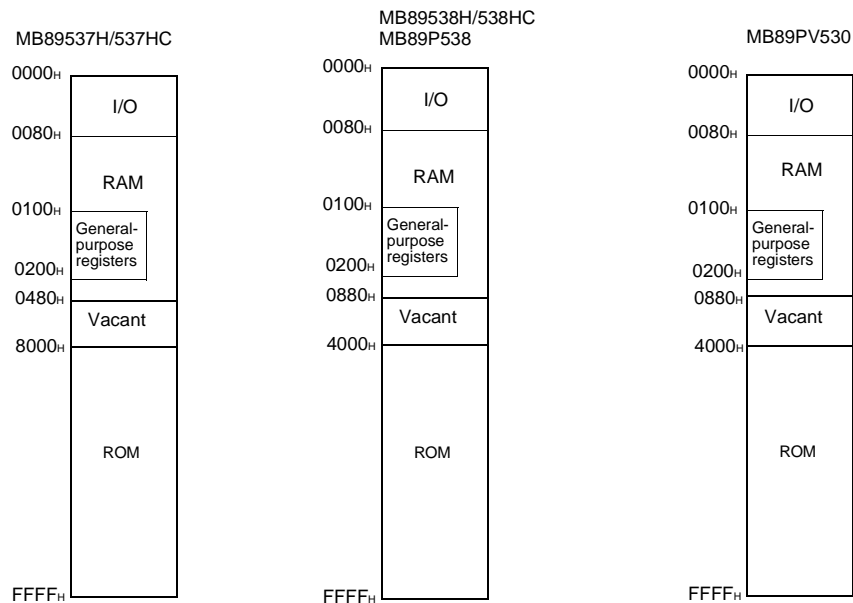 MB89537H/537HC
0000H
I/O
0080H
RAM
0100H
General-
purpose
registers
0200H
0480H
Vacant
8000H
ROM
FFFFH
MB89538H/538HC
MB89P538
0000H
I/O
0080H
RAM
0100H
General-
purpose
registers
0200H
0880H
Vacant
4000H
ROM
FFFFH
MB89PV530
0000H
I/O
0080H
RAM
0100H
General-
purpose
registers
0200H
0880H
Vacant
4000H
ROM
FFFFH